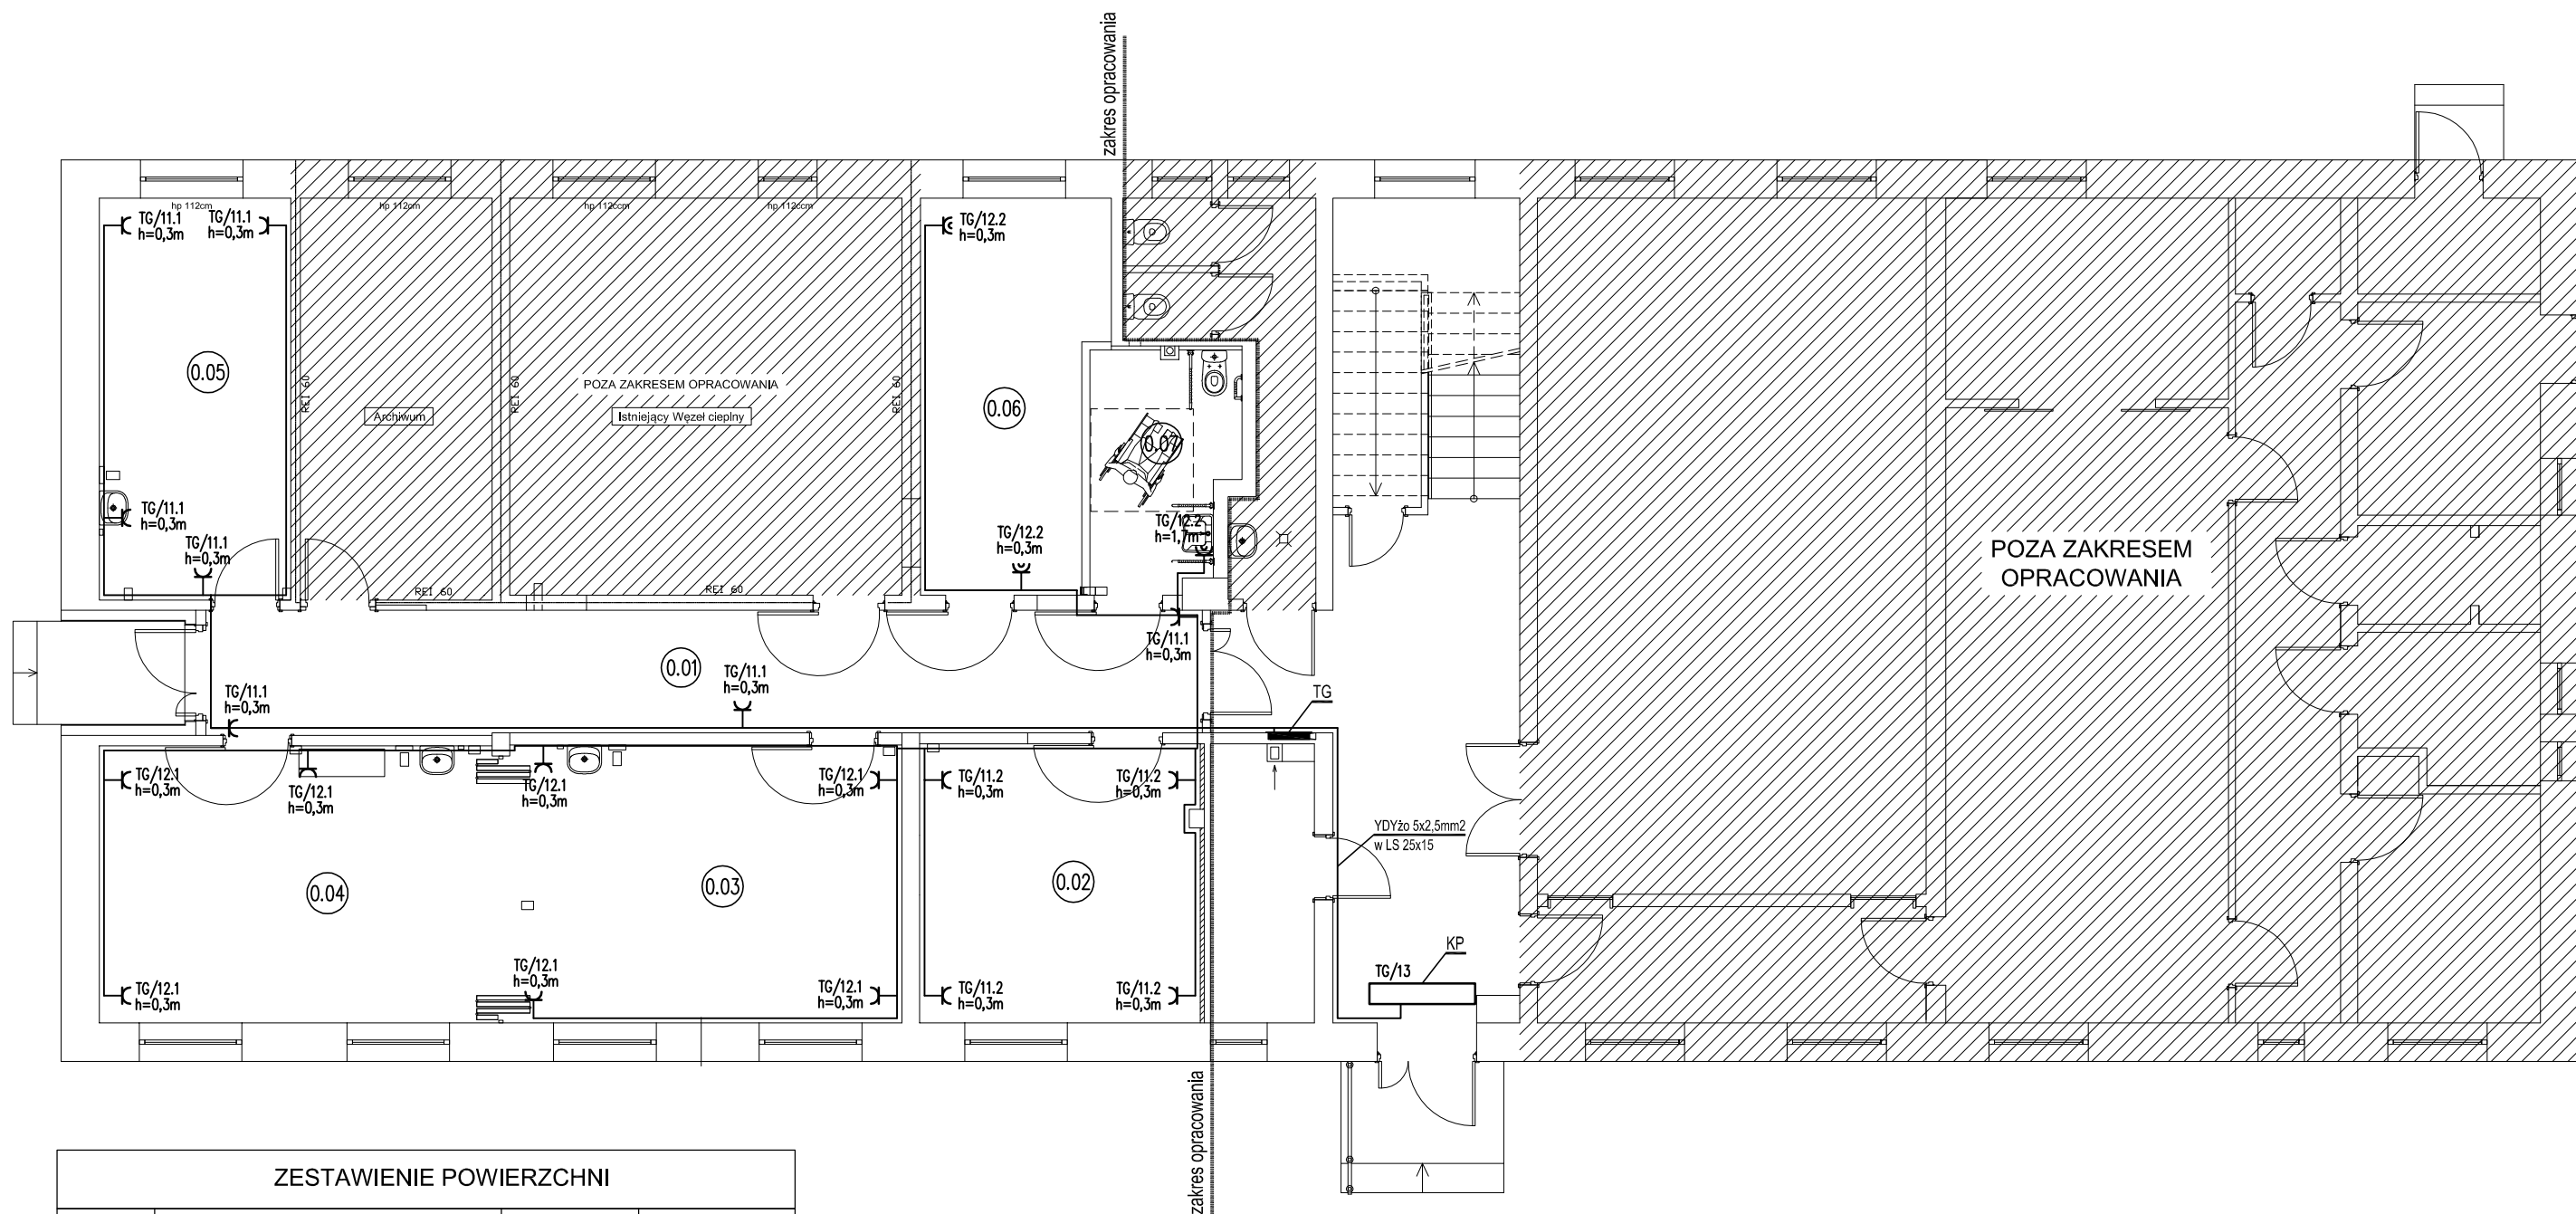 zakres opracowania
hp 112cm
hp 112cm
hp 112ccm
hp 112ccm
TG/11.1
h=0,3m
TG/11.1
h=0,3m
TG/12.2
h=0,3m
0.05
REI 60
Archiwum
REI 60
POZA ZAKRESEM OPRACOWANIA
Istniejący Węzeł cieplny
REI 60
0.06
0.07
TG/11.1
h=0,3m
TG/11.1
h=0,3m
TG/12.2
h=0,3m
TG/12.2
h=1,7m
POZA ZAKRESEM
OPRACOWANIA
REI 60
REI 60
0.01
TG/11.1
h=0,3m
TG/11.1
h=0,3m
TG/11.1
h=0,3m
TG
TG/12.1
h=0,3m
TG/12.1
h=0,3m
TG/12.1
h=0,3m
TG/12.1
h=0,3m
TG/11.2
h=0,3m
TG/11.2
h=0,3m
YDYżo 5x2,5mm2
w LS 25x15
0.04
0.03
0.02
TG/12.1
h=0,3m
TG/12.1
h=0,3m
TG/12.1
h=0,3m
TG/11.2
h=0,3m
TG/11.2
h=0,3m
KP
TG/13
zakres opracowania
ZESTAWIENIE POWIERZCHNI